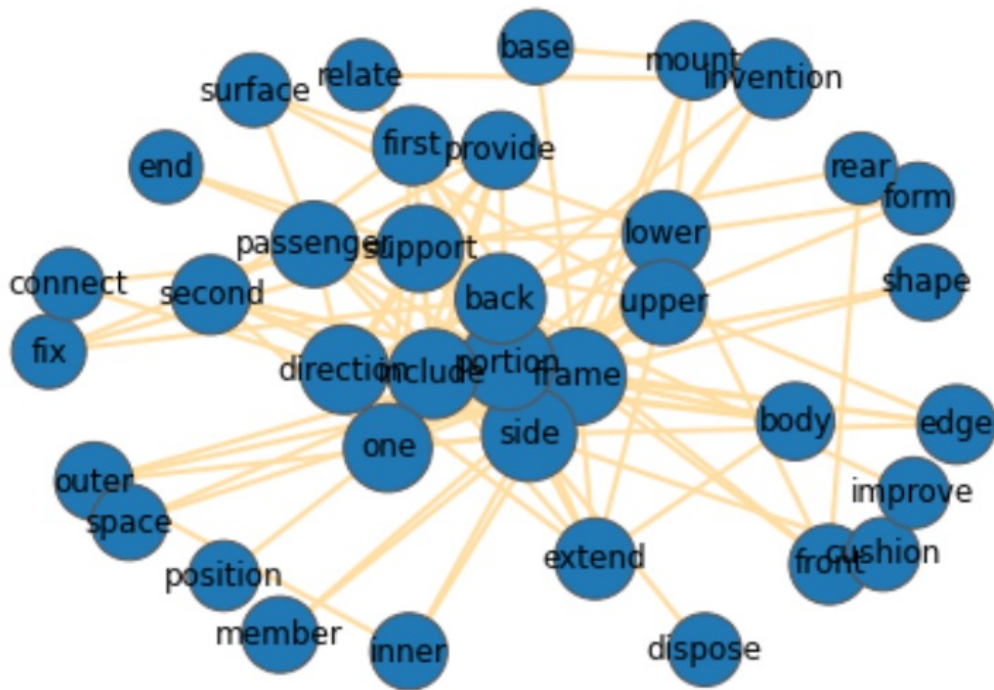 base
mount
invention
relate
surface
first
provide
end
rear
form
passenger
support
lower
connect
second
back
upper
shape
fix
direction
include
portion
frame
one
side
body
edge
outer
improve
space
extend
front
cushion
position
member
inner
dispose